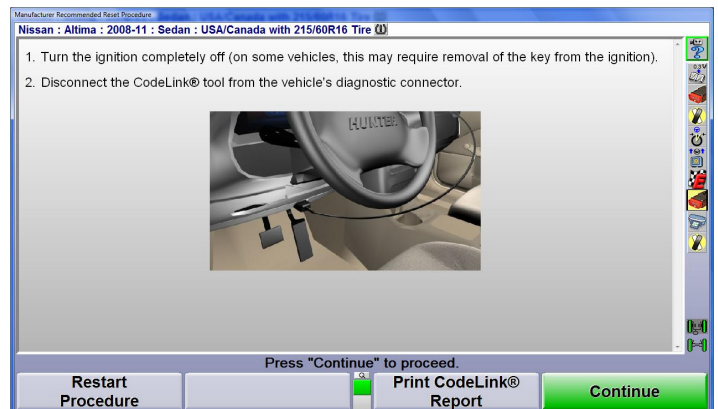 Manufacturer Recommended Reset Procedure
Nissan : Altima : 2008-11 : Sedan : USA/Canada with 215/60R16 Tire
1. Turn the ignition completely off (on some vehicles, this may require removal of the key from the ignition).
2. Disconnect the CodeLink® tool from the vehicle's diagnostic connector.
HUNTER
Press "Continue" to proceed.
Restart
Procedure
Print CodeLink®
Report
Continue